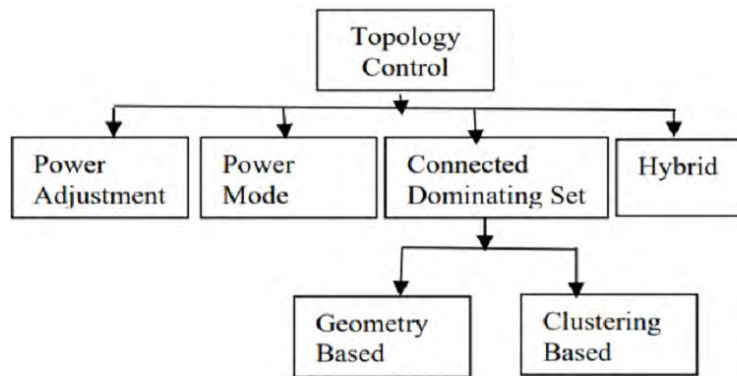 Topology
Control
Power
Adjustment
Power
Mode
Connected
Dominating Set
Hybrid
Geometry
Based
Clustering
Based